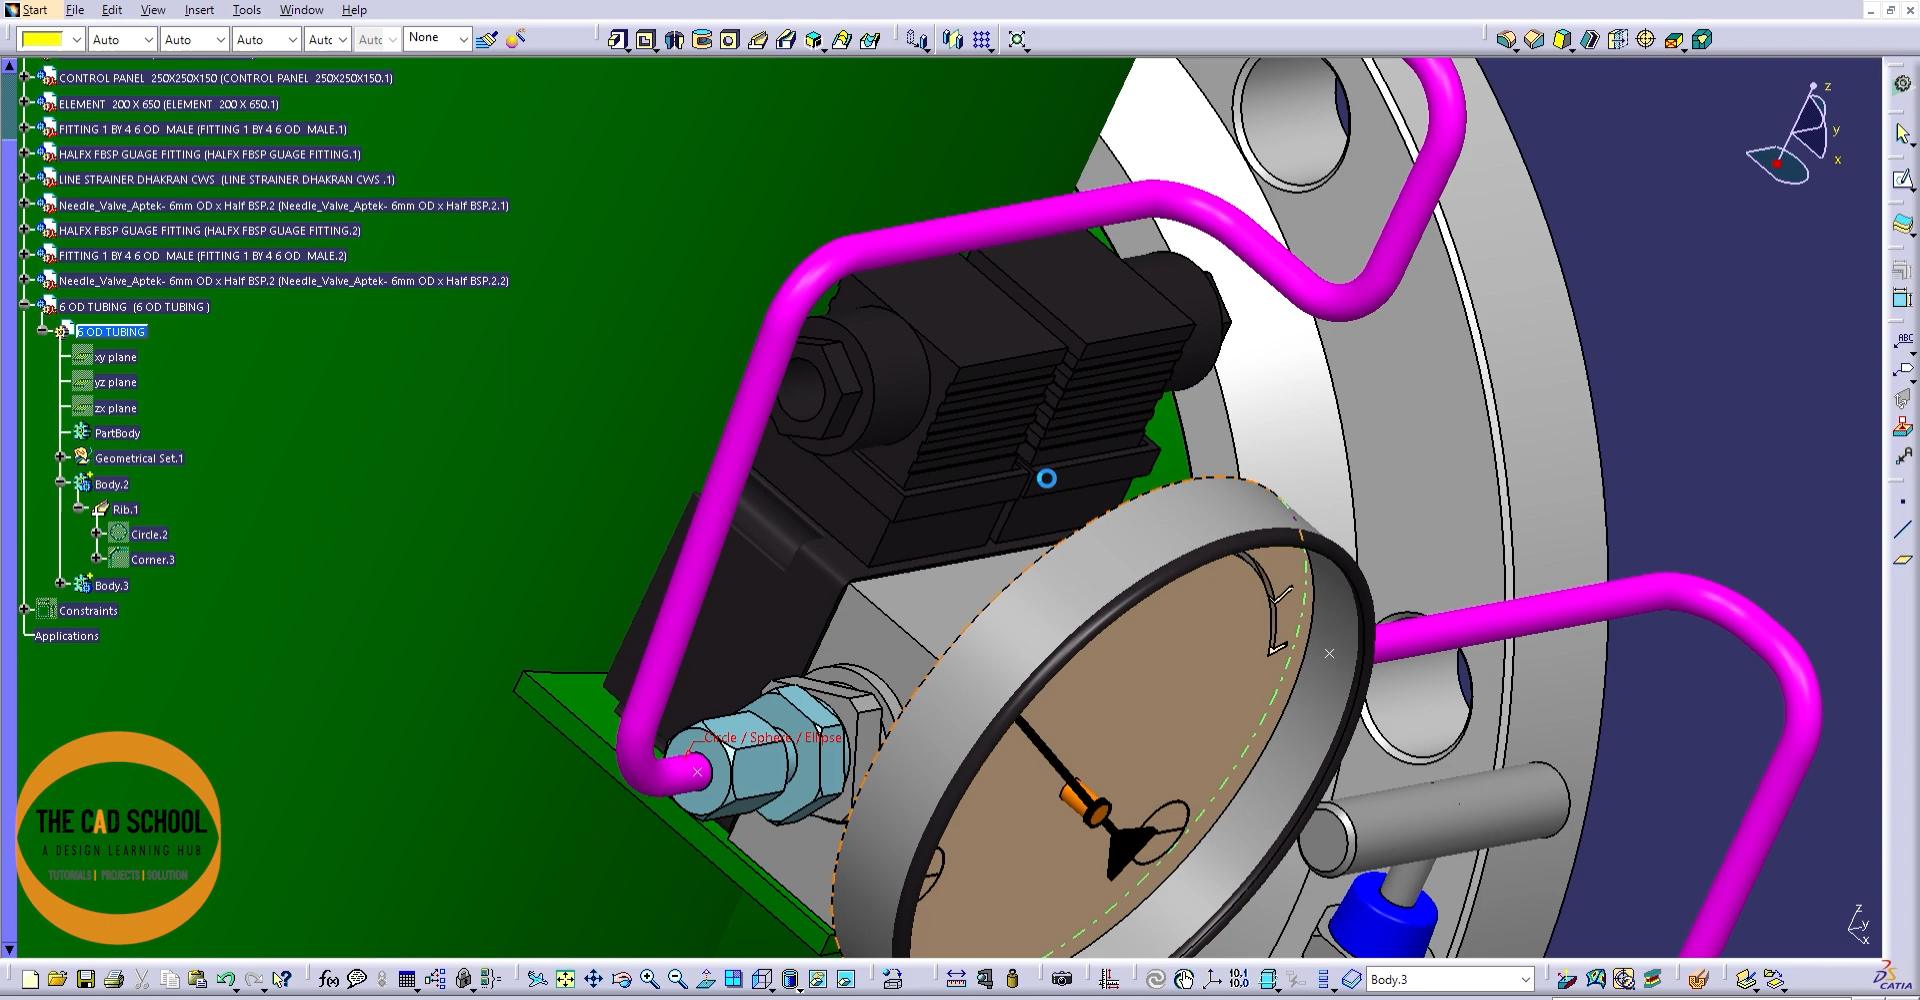 Start File Edit View Insert Tools Window Help
Auto Auto Auto Auto Auto None
CONTROL PANEL 250X250X150 (CONTROL PANEL 250X250X150.1)
ELEMENT 200 X 650 (ELEMENT 200 X 650.1)
FITTING 1 BY 4 6 OD MALE (FITTING 1 BY 4 6 OD MALE.1)
HALFX FBSP GUAGE FITTING (HALFX FBSP GUAGE FITTING.1)
LINE STRAINER DHAKRAN CWS (LINE STRAINER DHAKRAN CWS .1)
Needle_Valve_Aptek- 6mm OD x Half BSP.2 (Needle_Valve_Aptek- 6mm OD x Half BSP.2.1)
HALFX FBSP GUAGE FITTING (HALFX FBSP GUAGE FITTING.2)
FITTING 1 BY 4 6 OD MALE (FITTING 1 BY 4 6 OD MALE.2)
Needle_Valve_Aptek- 6mm OD x Half BSP.2 (Needle_Valve_Aptek- 6mm OD x Half BSP.2.2)
6 OD TUBING (6 OD TUBING )
6 OD TUBING
xy plane
yz plane
zx plane
PartBody
Geometrical Set.1
Body.2
Rib.1
Circle.2
Corner.3
Body.3
Constraints
Applications
Circle / Sphere / Ellipse
z
y
x
ABC
THE CAD SCHOOL
A DESIGN LEARNING HUB
TUTORIALS | PROJECTS | SOLUTION
z
y
x
f(x)
10.1
10.0
Body.3
CATIA